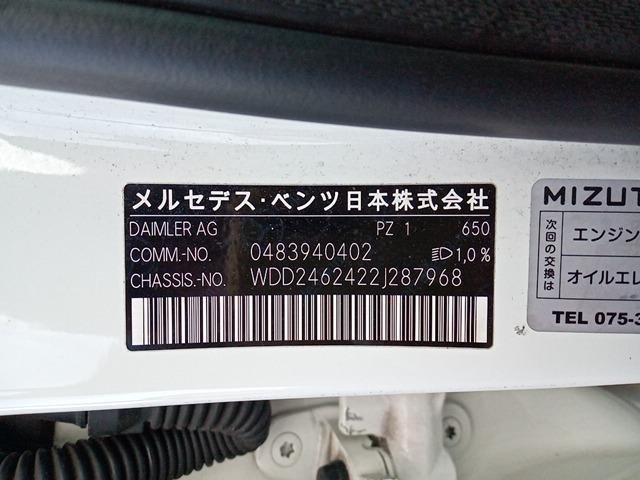 メルセデス・ベンツ日本株式会社
DAIMLER AG PZ 1 650
COMM.-NO. 0483940402 1,0%
CHASSIS.-NO. WDD2462422J287968
MIZUT
次回の交換は
エンジン
オイルエレ
TEL 075-3